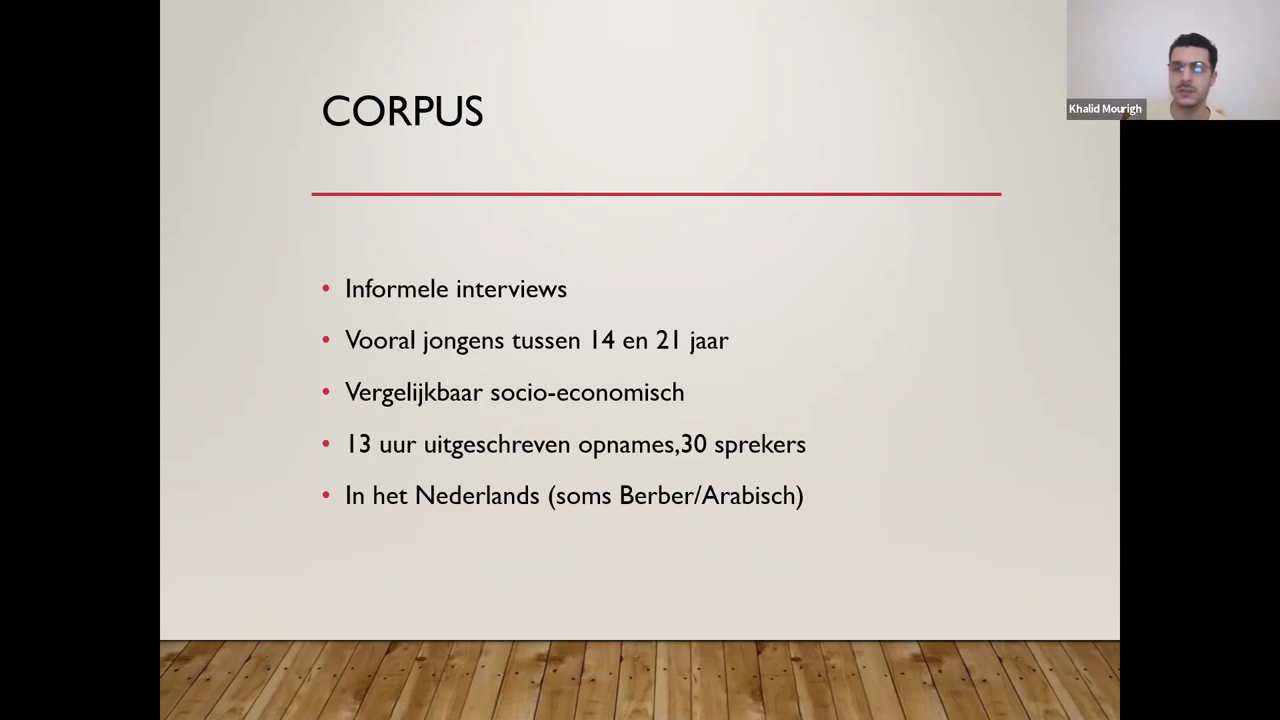 CORPUS
Khalid Mourigh
• Informele interviews
• Vooral jongens tussen 14 en 21 jaar
• Vergelijkbaar socio-economisch
• 13 uur uitgeschreven opnames,30 sprekers
• In het Nederlands (soms Berber/Arabisch)